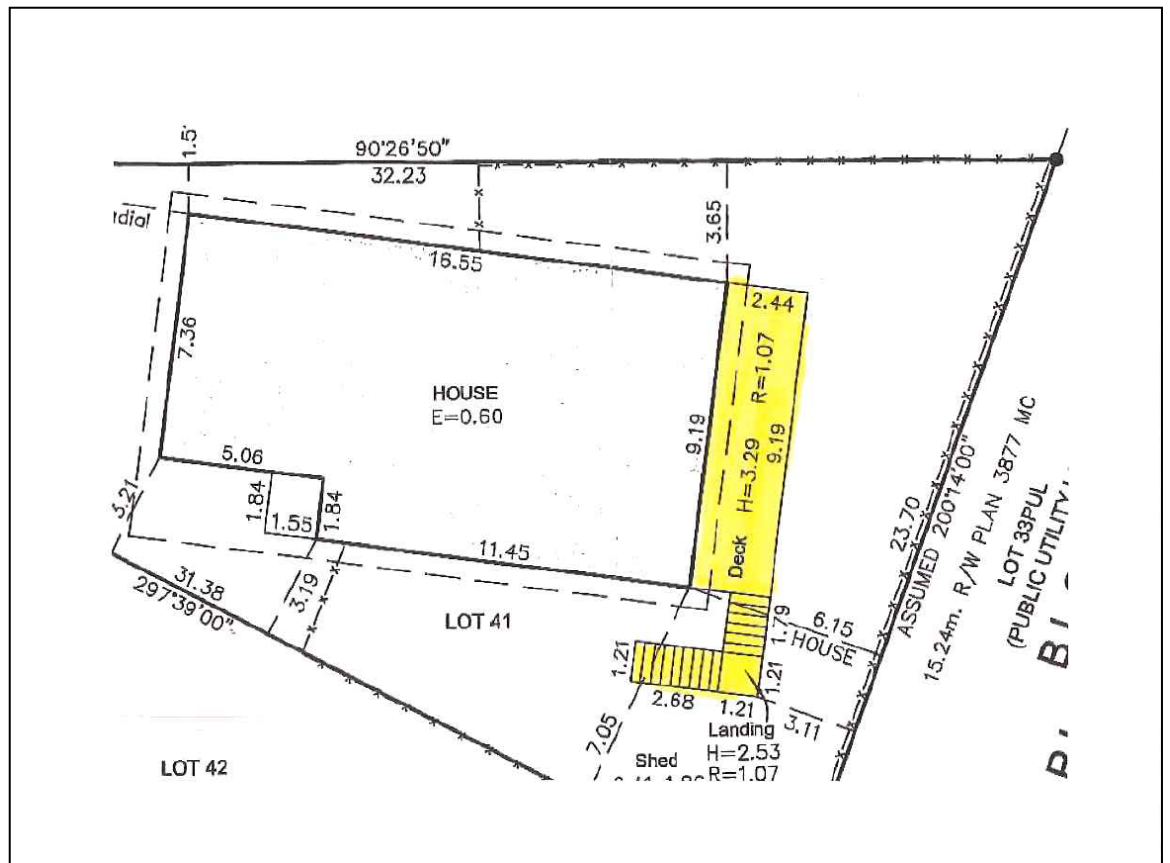 1.5
90°26'50"
32.23
3.65
16.55
2.44
7.36
HOUSE
E=0.60
9.19
Deck H=3.29 R=1.07
9.19
5.06
1.84
1.55
1.84
3.21
11.45
31.38
297°39'00"
3.19
LOT 41
23.70
ASSUMED 200°14'00"
15.24m. R/W PLAN 3877 MC
LOT 33PUL
(PUBLIC UTILITY
1.79
6.15
HOUSE
1.21
2.68
1.21
1.21
3.11
7.05
Landing
H=2.53
R=1.07
Shed
LOT 42